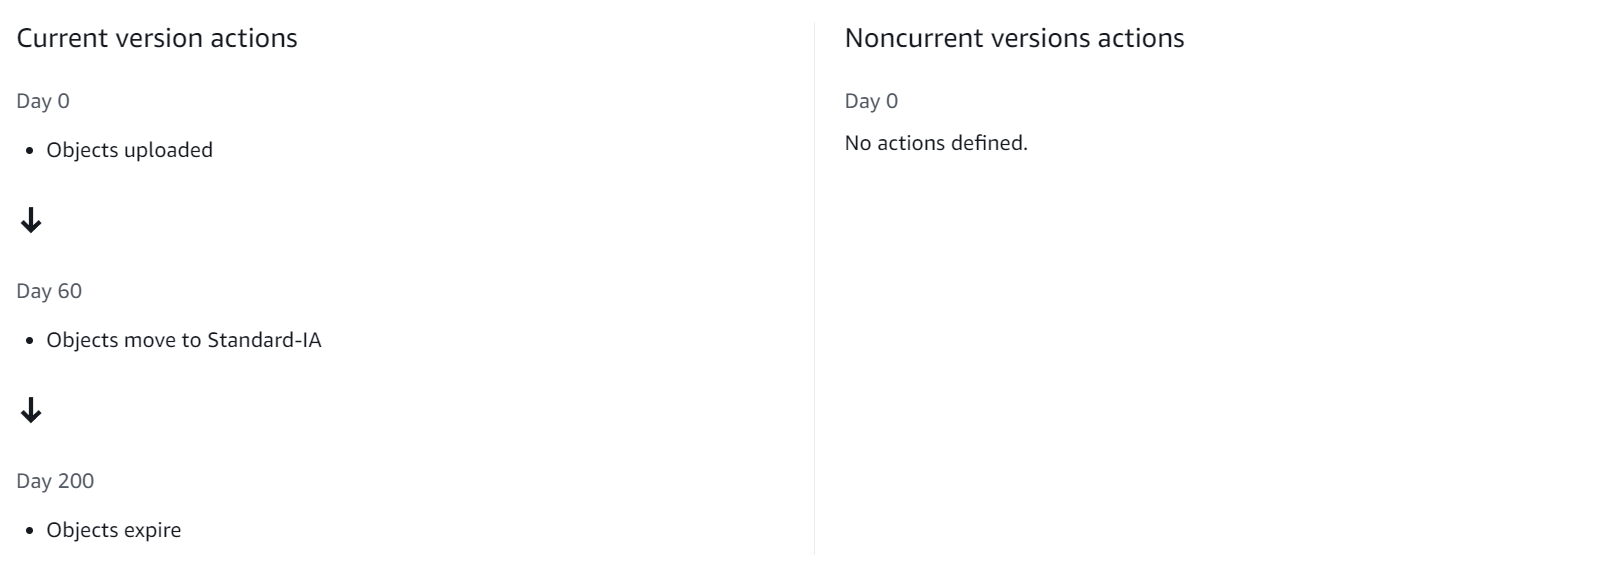 Current version actions
Day 0
• Objects uploaded
↓
Day 60
• Objects move to Standard-IA
↓
Day 200
• Objects expire
Noncurrent versions actions
Day 0
No actions defined.